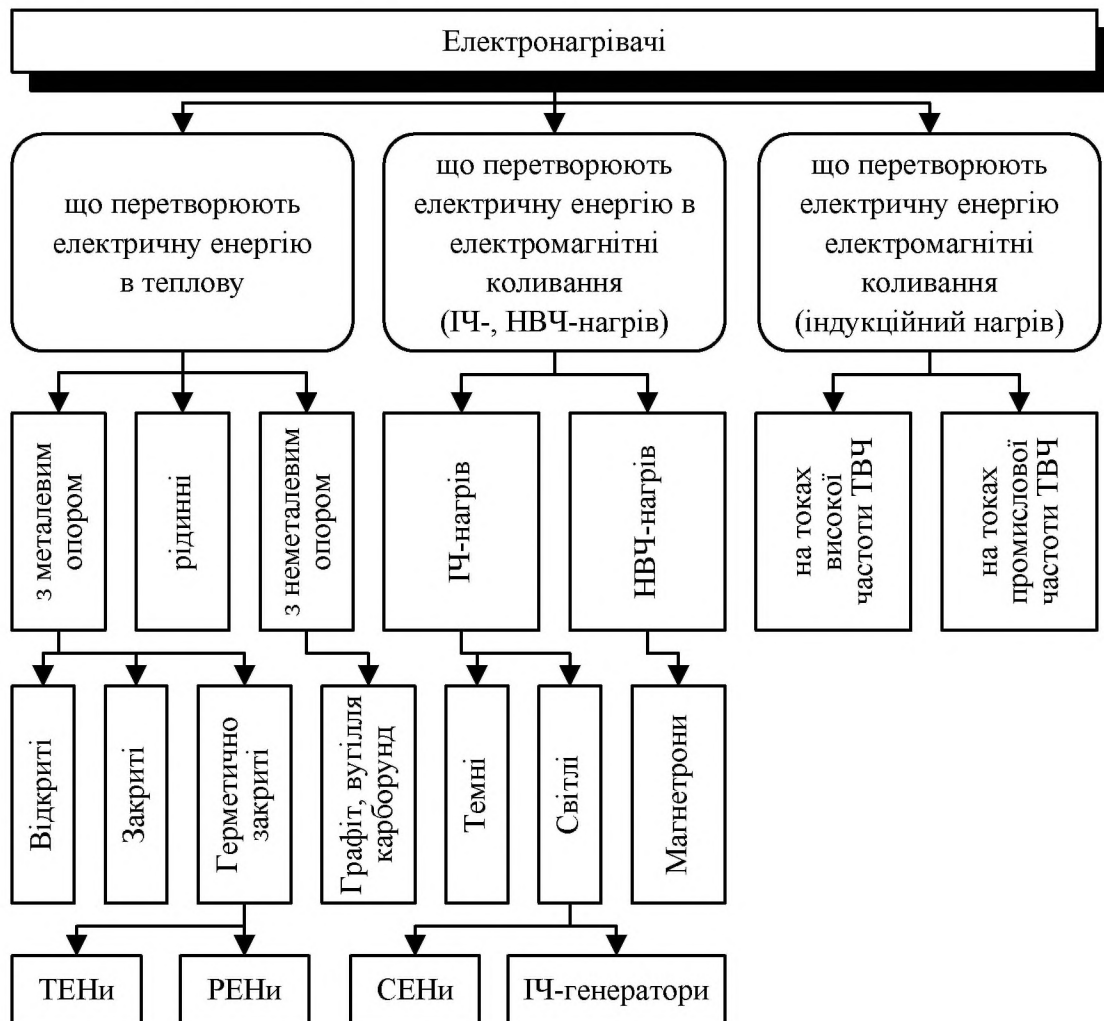 Електронагрівачі
що перетворюють
електричну енергію
в теплову
що перетворюють
електричну енергію в
електромагнітні
коливання
(ІЧ-, НВЧ-нагрів)
що перетворюють
електричну енергію
електромагнітні
коливання
(індукційний нагрів)
з металевим
опором
рідинні
з неметалевим
опором
ІЧ-нагрів
НВЧ-нагрів
на токах
високої
частоти ТВЧ
на токах
промислової
частоти ТВЧ
Відкриті
Закриті
Герметично
закриті
Графіт, вугілля
карборунд
Темні
Світлі
Магнетрони
ТЕНи
РЕНи
СЕНи
ІЧ-генератори